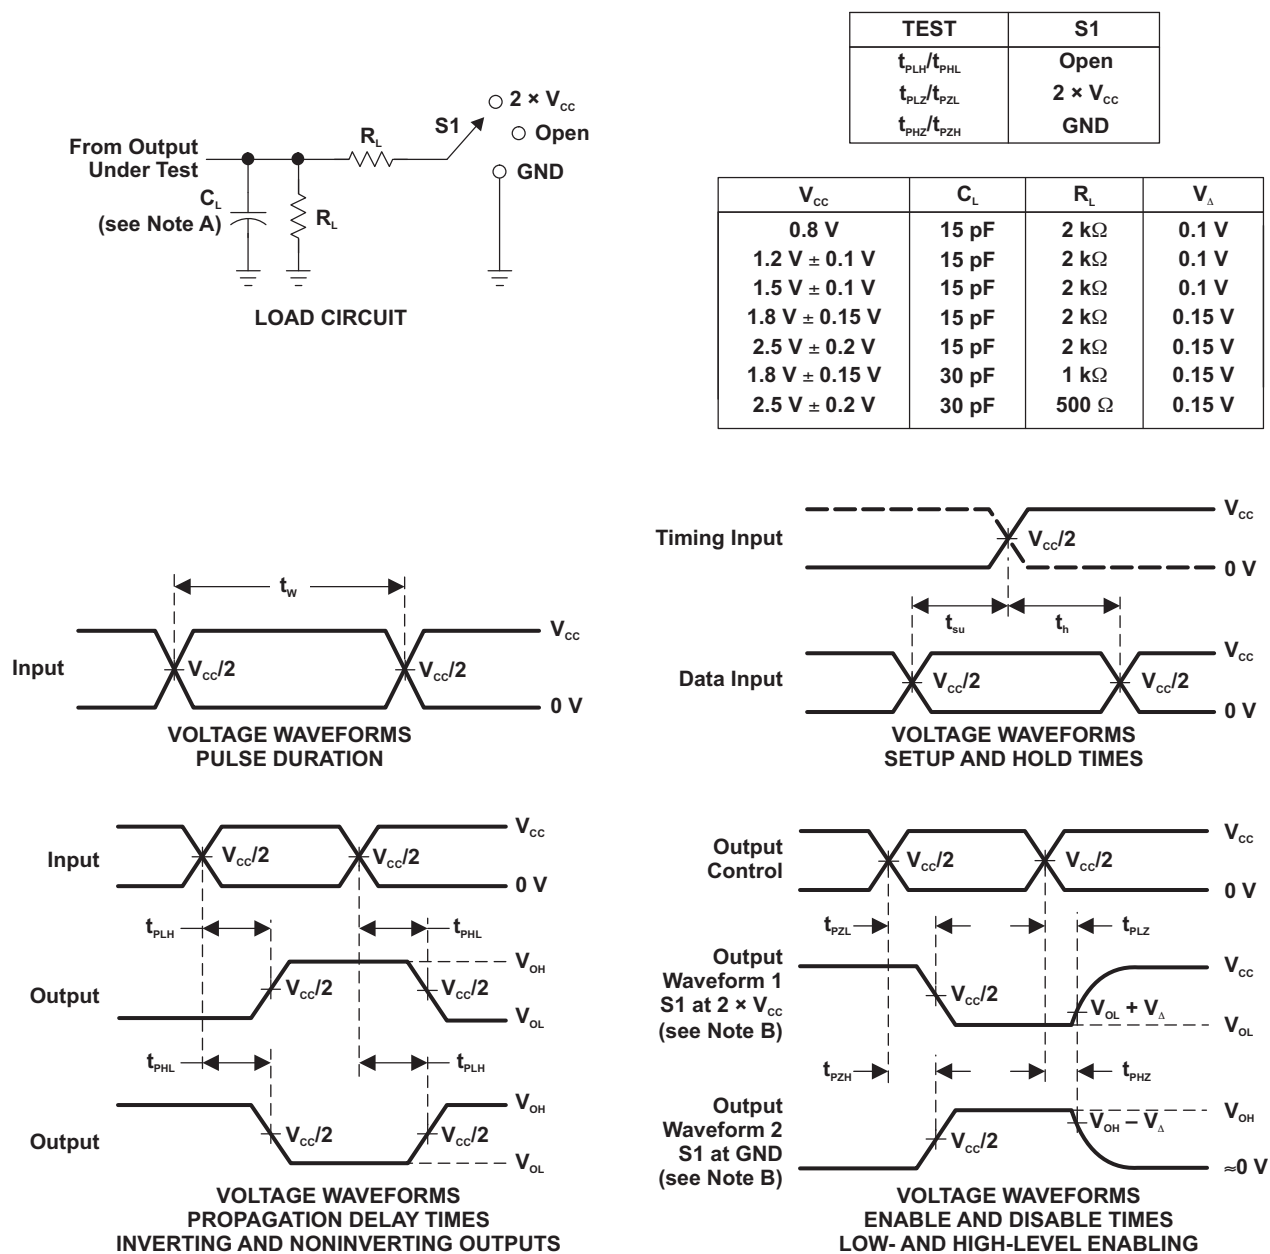 TEST S1
tPLH/tPHL Open
tPLZ/tPZL 2 × VCC
tPHZ/tPZH GND
2 × VCC
S1
Open
RL
From Output
Under Test
GND
CL
(see Note A)
RL
LOAD CIRCUIT
VCC CL RL VΔ
0.8 V 15 pF 2 kΩ 0.1 V
1.2 V ± 0.1 V 15 pF 2 kΩ 0.1 V
1.5 V ± 0.1 V 15 pF 2 kΩ 0.1 V
1.8 V ± 0.15 V 15 pF 2 kΩ 0.15 V
2.5 V ± 0.2 V 15 pF 2 kΩ 0.15 V
1.8 V ± 0.15 V 30 pF 1 kΩ 0.15 V
2.5 V ± 0.2 V 30 pF 500 Ω 0.15 V
tW
VCC
Input
VCC/2
VCC/2
0 V
VOLTAGE WAVEFORMS
PULSE DURATION
VCC
Timing Input
VCC/2
0 V
tsu
th
VCC
Data Input
VCC/2
VCC/2
0 V
VOLTAGE WAVEFORMS
SETUP AND HOLD TIMES
VCC
Input
VCC/2
VCC/2
0 V
tPLH
tPHL
VOH
Output
VCC/2
VCC/2
VOL
tPHL
tPLH
VOH
Output
VCC/2
VCC/2
VOL
VOLTAGE WAVEFORMS
PROPAGATION DELAY TIMES
INVERTING AND NONINVERTING OUTPUTS
VCC
Output
Control
VCC/2
VCC/2
0 V
tPZL
tPLZ
Output
Waveform 1
S1 at 2 × VCC
(see Note B)
VCC
VCC/2
VOL + VΔ
VOL
tPZH
tPHZ
Output
Waveform 2
S1 at GND
(see Note B)
VOH
VOH – VΔ
VCC/2
≈0 V
VOLTAGE WAVEFORMS
ENABLE AND DISABLE TIMES
LOW- AND HIGH-LEVEL ENABLING